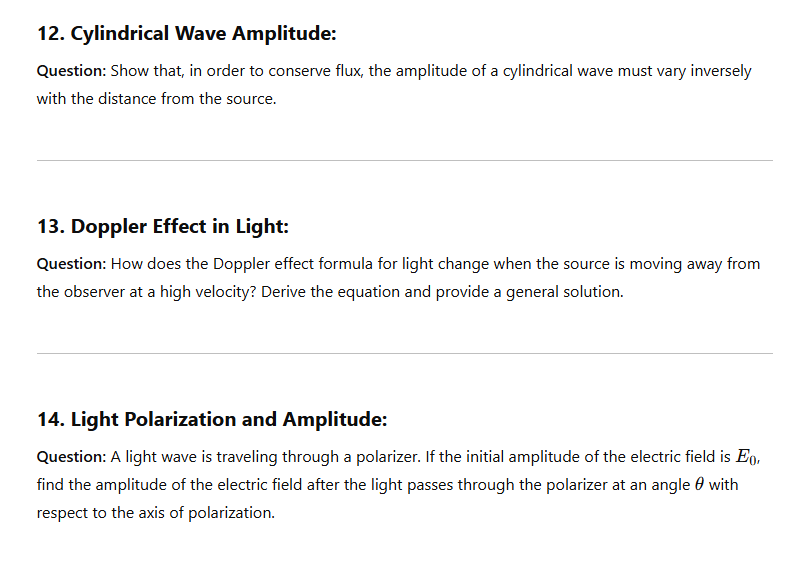 12. Cylindrical Wave Amplitude:
Question: Show that, in order to conserve flux, the amplitude of a cylindrical wave must vary inversely
with the distance from the source.
13. Doppler Effect in Light:
Question: How does the Doppler effect formula for light change when the source is moving away from
the observer at a high velocity? Derive the equation and provide a general solution.
14. Light Polarization and Amplitude:
Question: A light wave is traveling through a polarizer. If the initial amplitude of the electric field is E₀,
find the amplitude of the electric field after the light passes through the polarizer at an angle θ with
respect to the axis of polarization.